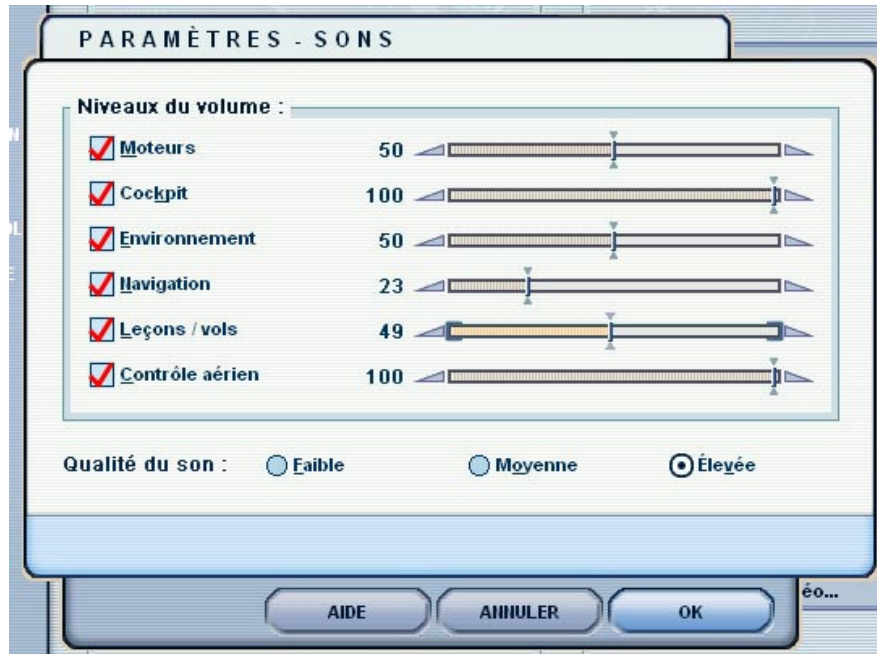 PARAMÈTRES - SONS
Niveaux du volume :
Moteurs 50
Cockpit 100
Environnement 50
Navigation 23
Leçons / vols 49
Contrôle aérien 100
Qualité du son : Faible Moyenne Élevée
éo...
AIDE ANNULER OK